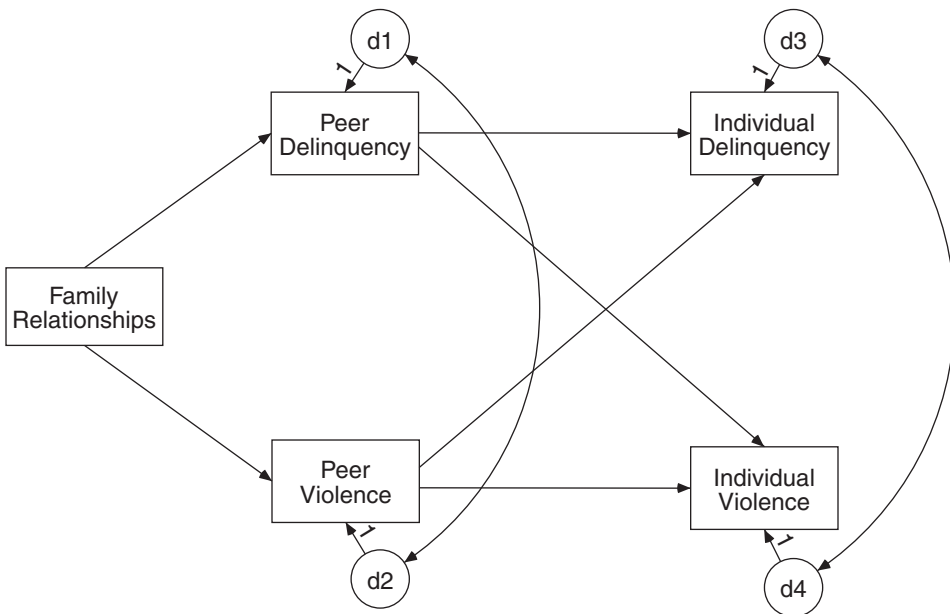 d1
d3
1
1
Peer
Delinquency
Individual
Delinquency
Family
Relationships
Peer
Violence
Individual
Violence
1
1
d2
d4